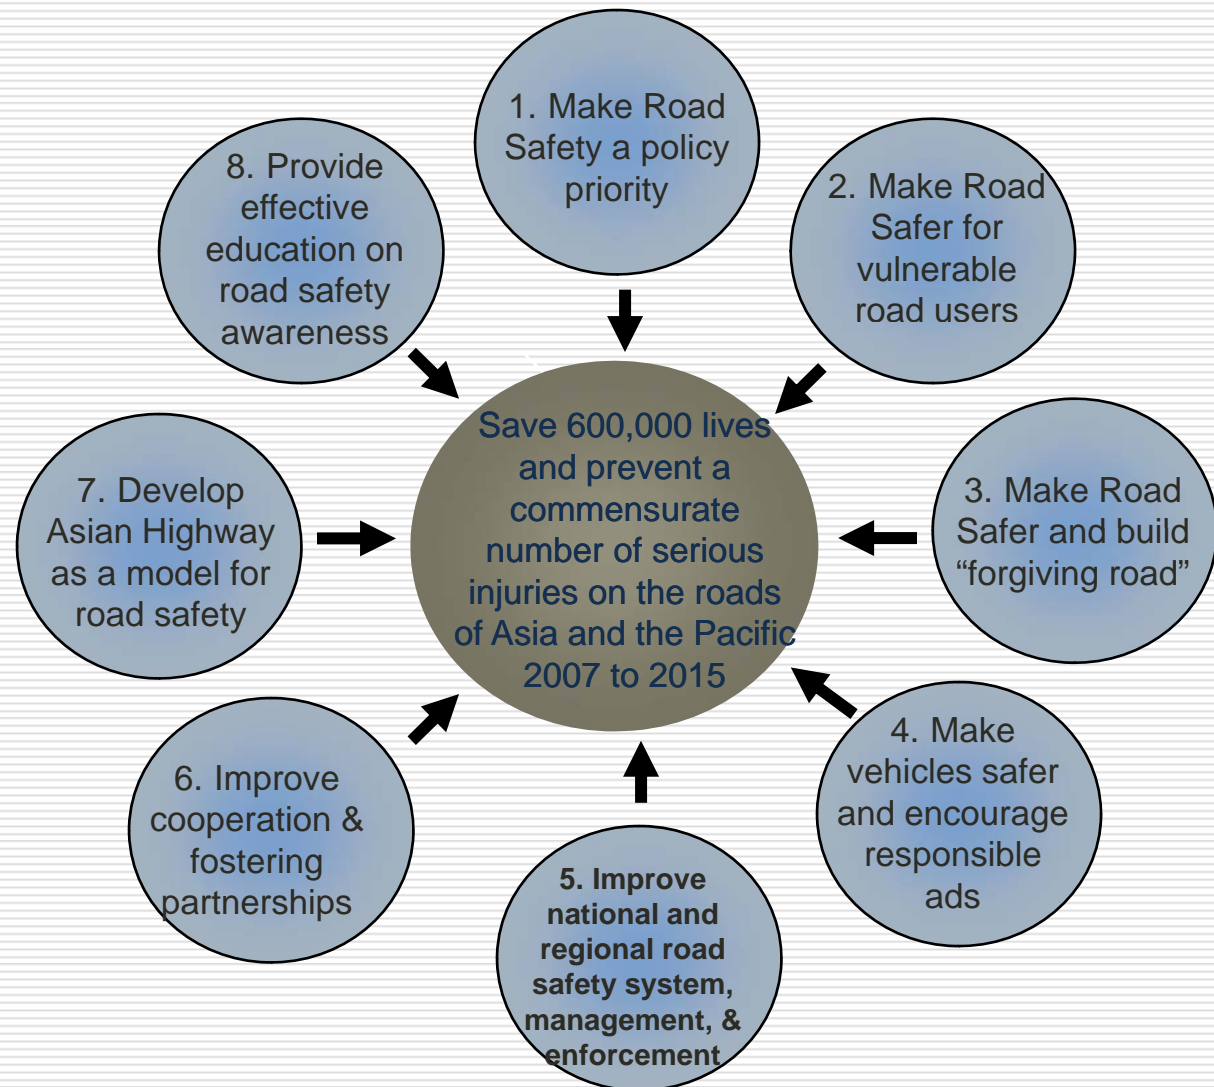 1. Make Road
Safety a policy
priority
2. Make Road
Safer for
vulnerable
road users
3. Make Road
Safer and build
“forgiving road”
4. Make
vehicles safer
and encourage
responsible
ads
5. Improve
national and
regional road
safety system,
management, &
enforcement
6. Improve
cooperation &
fostering
partnerships
7. Develop
Asian Highway
as a model for
road safety
8. Provide
effective
education on
road safety
awareness
Save 600,000 lives
and prevent a
commensurate
number of serious
injuries on the roads
of Asia and the Pacific
2007 to 2015